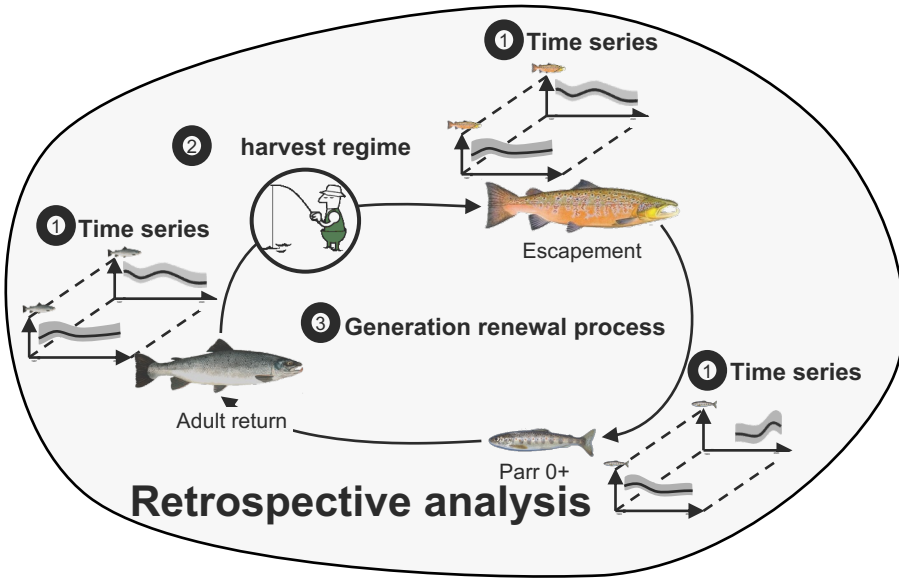 1 Time series
2 harvest regime
Escapement
1 Time series
3 Generation renewal process
1 Time series
Adult return
Parr 0+
Retrospective analysis